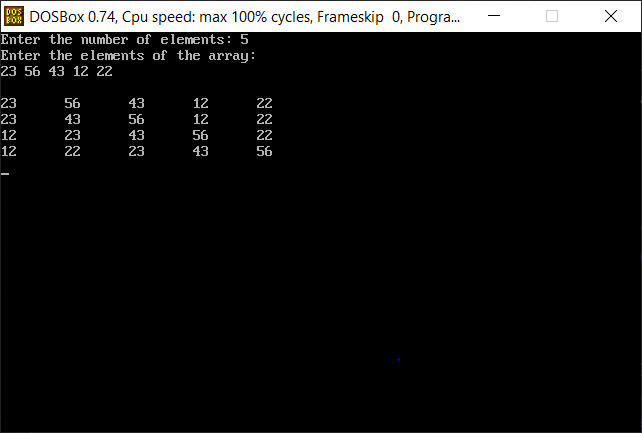 DOS BOX
DOSBox 0.74, Cpu speed: max 100% cycles, Frameskip 0, Progra...
Enter the number of elements: 5
Enter the elements of the array:
23 56 43 12 22
23 56 43 12 22
23 43 56 12 22
12 23 43 56 22
12 22 23 43 56